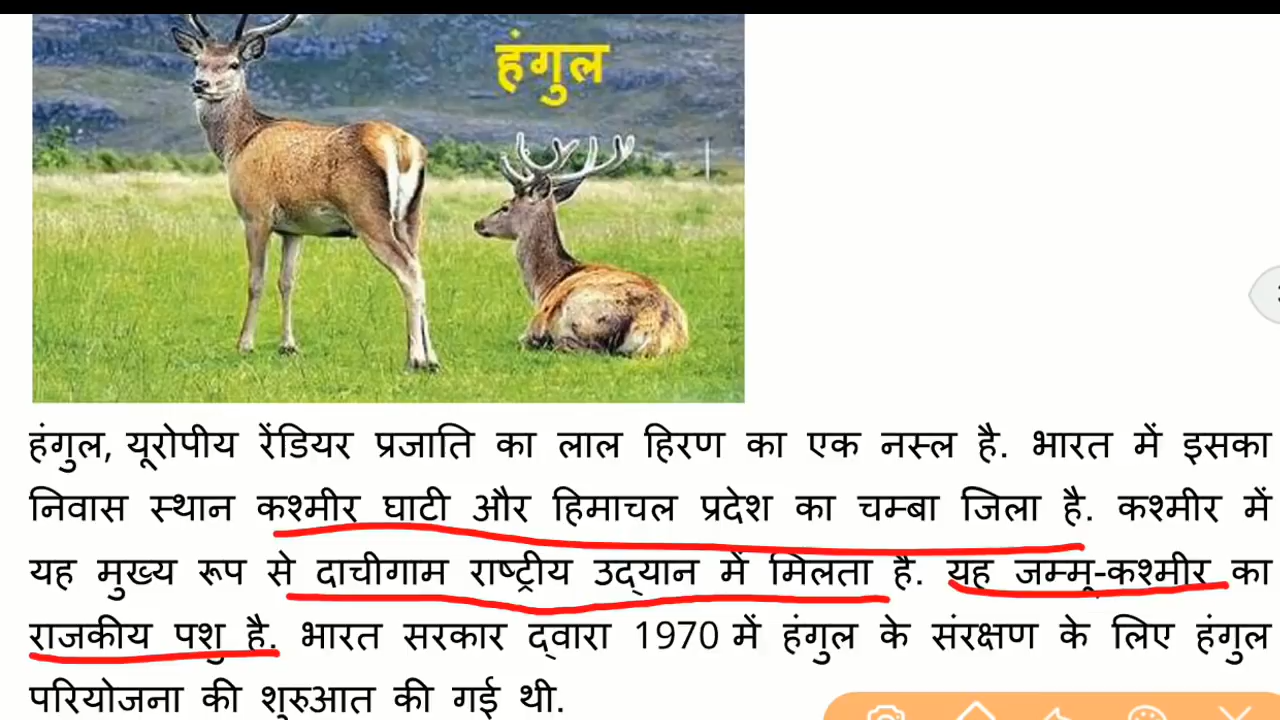 हंगुल
हंगुल, यूरोपीय रेंडियर प्रजाति का लाल हिरण का एक नस्ल है. भारत में इसका
निवास स्थान कश्मीर घाटी और हिमाचल प्रदेश का चम्बा जिला है. कश्मीर में
यह मुख्य रूप से दाचीगाम राष्ट्रीय उद्यान में मिलता है. यह जम्मू-कश्मीर का
राजकीय पशु है. भारत सरकार द्वारा 1970 में हंगुल के संरक्षण के लिए हंगुल
परियोजना की शुरुआत की गई थी.